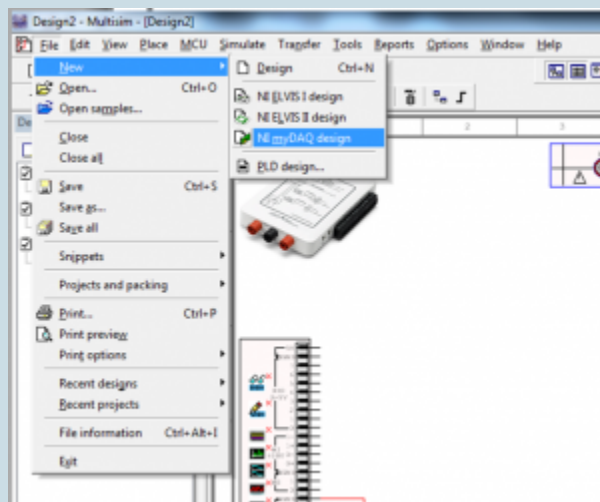 Design2 - Multisim - [Design2]
File Edit View Place MCU Simulate Transfer Tools Reports Options Window Help
New
Open... Ctrl+O
Open samples...
Close
Close all
Save Ctrl+S
Save as...
Save all
Snippets
Projects and packing
Print... Ctrl+P
Print preview
Print options
Recent designs
Recent projects
File information Ctrl+Alt+I
Exit
Design Ctrl+N
NI ELVIS I design
NI ELVIS II design
NI myDAQ design
PLD design...
De
2 3